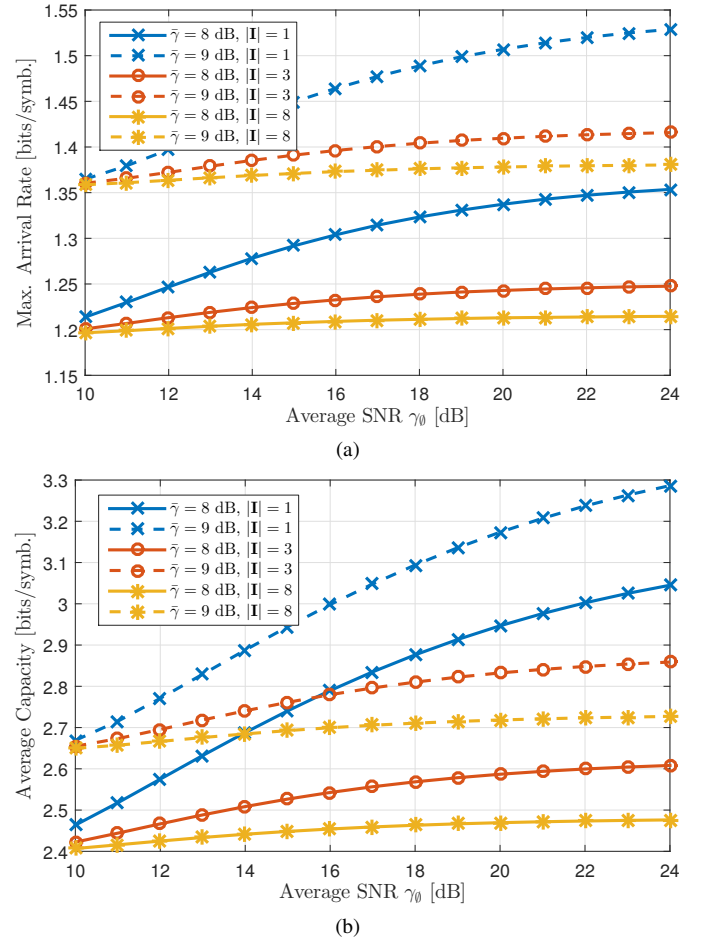 1.55
1.5
1.45
1.4
1.35
1.3
1.25
1.2
1.15
Max. Arrival Rate [bits/symb.]
γ̄ = 8 dB, |I| = 1
γ̄ = 9 dB, |I| = 1
γ̄ = 8 dB, |I| = 3
γ̄ = 9 dB, |I| = 3
γ̄ = 8 dB, |I| = 8
γ̄ = 9 dB, |I| = 8
10 12 14 16 18 20 22 24
Average SNR γ∅ [dB]
(a)
3.3
3.2
3.1
3
2.9
2.8
2.7
2.6
2.5
2.4
Average Capacity [bits/symb.]
γ̄ = 8 dB, |I| = 1
γ̄ = 9 dB, |I| = 1
γ̄ = 8 dB, |I| = 3
γ̄ = 9 dB, |I| = 3
γ̄ = 8 dB, |I| = 8
γ̄ = 9 dB, |I| = 8
10 12 14 16 18 20 22 24
Average SNR γ∅ [dB]
(b)